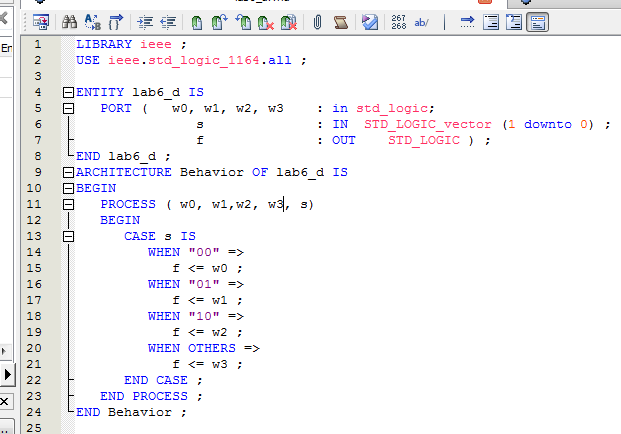 267
268
ab/
En
1 LIBRARY ieee ;
2 USE ieee.std_logic_1164.all ;
3
4 ENTITY lab6_d IS
5 PORT ( w0, w1, w2, w3 : in std_logic;
6 s : IN STD_LOGIC_vector (1 downto 0) ;
7 f : OUT STD_LOGIC ) ;
8 END lab6_d ;
9 ARCHITECTURE Behavior OF lab6_d IS
10 BEGIN
11 PROCESS ( w0, w1,w2, w3, s)
12 BEGIN
13 CASE s IS
14 WHEN "00" =>
15 f <= w0 ;
16 WHEN "01" =>
17 f <= w1 ;
18 WHEN "10" =>
19 f <= w2 ;
20 WHEN OTHERS =>
21 f <= w3 ;
22 END CASE ;
23 END PROCESS ;
24 END Behavior ;
25